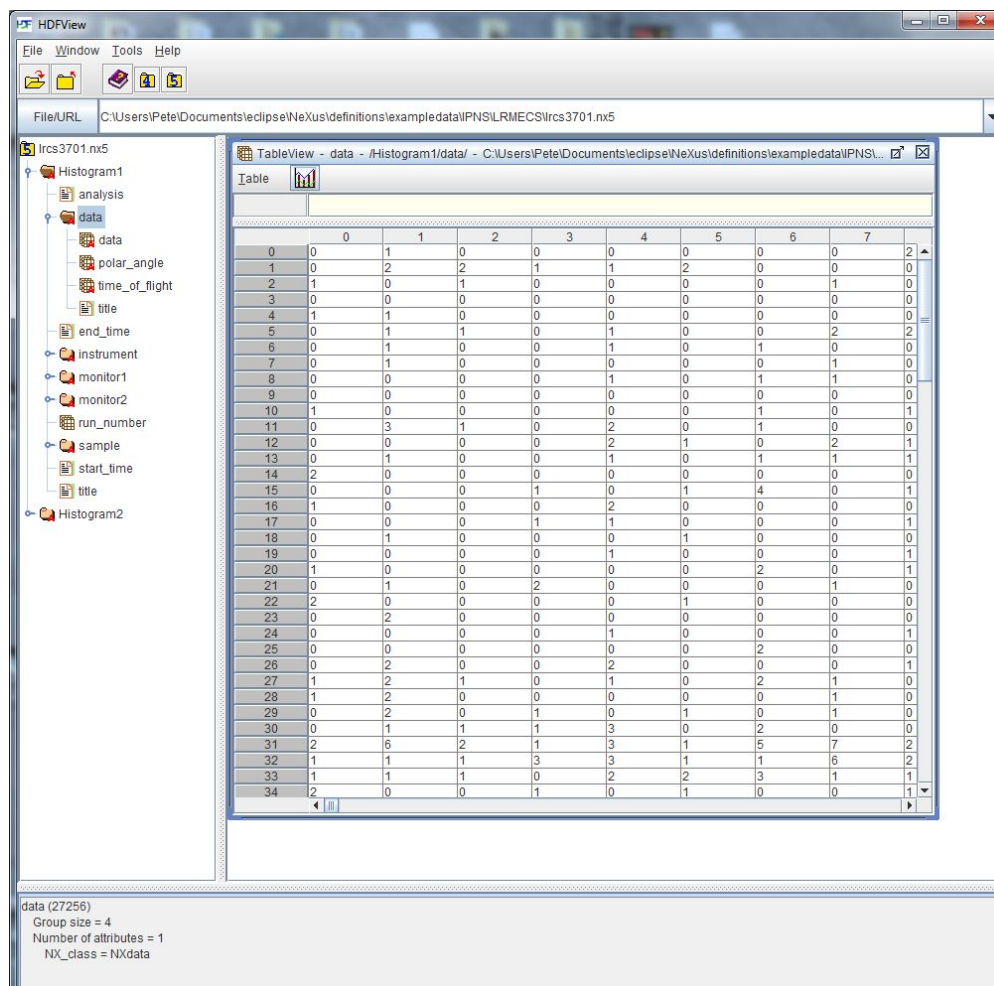 HDFView
File Window Tools Help
File/URL C:\Users\Pete\Documents\eclipse\NeXus\definitions\exampledata\IPNS\LRMECS\lrcs3701.nx5
lrcs3701.nx5
Histogram1
analysis
data
data
polar_angle
time_of_flight
title
end_time
instrument
monitor1
monitor2
run_number
sample
start_time
title
Histogram2
TableView - data - /Histogram1/data/ - C:\Users\Pete\Documents\eclipse\NeXus\definitions\exampledata\IPNS\...
Table
0 1 2 3 4 5 6 7
0 0 1 0 0 0 0 0 0 2
1 0 2 2 1 1 2 0 0 0
2 1 0 1 0 0 0 0 1 0
3 0 0 0 0 0 0 0 0 0
4 1 1 0 0 0 0 0 0 0
5 0 1 1 0 1 0 0 2 2
6 0 1 0 0 1 0 1 0 0
7 0 1 0 0 0 0 0 1 0
8 0 0 0 0 1 0 1 1 0
9 0 0 0 0 0 0 0 0 0
10 1 0 0 0 0 0 1 0 1
11 0 3 1 0 2 0 1 0 0
12 0 0 0 0 2 1 0 2 1
13 0 1 0 0 1 0 1 1 1
14 2 0 0 0 0 0 0 0 0
15 0 0 0 1 0 1 4 0 1
16 1 0 0 0 2 0 0 0 0
17 0 0 0 1 1 0 0 0 1
18 0 1 0 0 0 1 0 0 0
19 0 0 0 0 1 0 0 0 1
20 1 0 0 0 0 0 2 0 1
21 0 1 0 2 0 0 0 1 0
22 2 0 0 0 0 1 0 0 0
23 0 2 0 0 0 0 0 0 0
24 0 0 0 0 1 0 0 0 1
25 0 0 0 0 0 0 2 0 0
26 0 2 0 0 2 0 0 0 1
27 1 2 1 0 1 0 2 1 0
28 1 2 0 0 0 0 0 1 0
29 0 2 0 1 0 1 0 1 0
30 0 1 1 1 3 0 2 0 0
31 2 6 2 1 3 1 5 7 2
32 1 1 1 3 3 1 1 6 2
33 1 1 1 0 2 2 3 1 1
34 2 0 0 1 0 1 0 0 1
data (27256)
Group size = 4
Number of attributes = 1
NX_class = NXdata